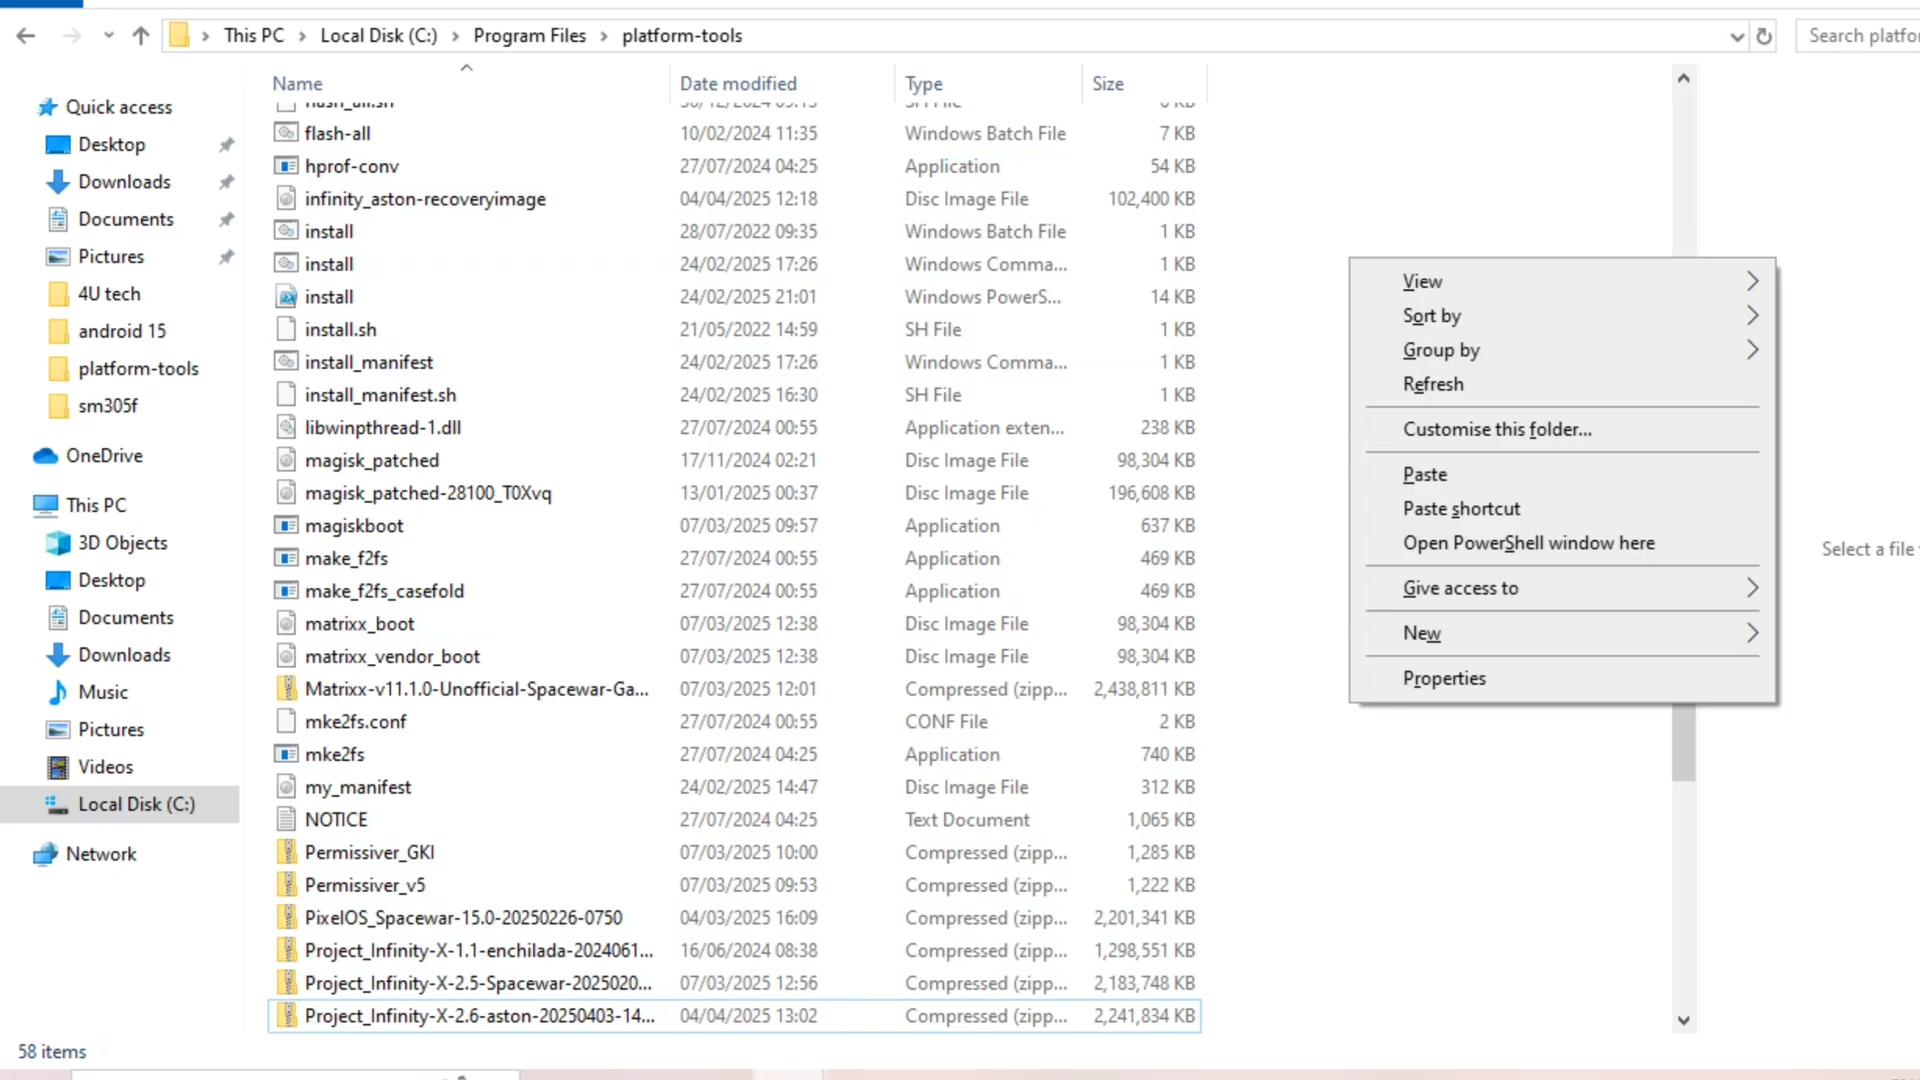 This PC > Local Disk (C:) > Program Files > platform-tools
Search platfor
Name Date modified Type Size
flash_all.sh 30/12/2024 09:15 SH File 6 KB
flash-all 10/02/2024 11:35 Windows Batch File 7 KB
hprof-conv 27/07/2024 04:25 Application 54 KB
infinity_aston-recoveryimage 04/04/2025 12:18 Disc Image File 102,400 KB
install 28/07/2022 09:35 Windows Batch File 1 KB
install 24/02/2025 17:26 Windows Comma... 1 KB
install 24/02/2025 21:01 Windows PowerS... 14 KB
install.sh 21/05/2022 14:59 SH File 1 KB
install_manifest 24/02/2025 17:26 Windows Comma... 1 KB
install_manifest.sh 24/02/2025 16:30 SH File 1 KB
libwinpthread-1.dll 27/07/2024 00:55 Application exten... 238 KB
magisk_patched 17/11/2024 02:21 Disc Image File 98,304 KB
magisk_patched-28100_T0Xvq 13/01/2025 00:37 Disc Image File 196,608 KB
magiskboot 07/03/2025 09:57 Application 637 KB
make_f2fs 27/07/2024 00:55 Application 469 KB
make_f2fs_casefold 27/07/2024 00:55 Application 469 KB
matrixx_boot 07/03/2025 12:38 Disc Image File 98,304 KB
matrixx_vendor_boot 07/03/2025 12:38 Disc Image File 98,304 KB
Matrixx-v11.1.0-Unofficial-Spacewar-Ga... 07/03/2025 12:01 Compressed (zipp... 2,438,811 KB
mke2fs.conf 27/07/2024 00:55 CONF File 2 KB
mke2fs 27/07/2024 04:25 Application 740 KB
my_manifest 24/02/2025 14:47 Disc Image File 312 KB
NOTICE 27/07/2024 04:25 Text Document 1,065 KB
Permissiver_GKI 07/03/2025 10:00 Compressed (zipp... 1,285 KB
Permissiver_v5 07/03/2025 09:53 Compressed (zipp... 1,222 KB
PixelOS_Spacewar-15.0-20250226-0750 04/03/2025 16:09 Compressed (zipp... 2,201,341 KB
Project_Infinity-X-1.1-enchilada-2024061... 16/06/2024 08:38 Compressed (zipp... 1,298,551 KB
Project_Infinity-X-2.5-Spacewar-2025020... 07/03/2025 12:56 Compressed (zipp... 2,183,748 KB
Project_Infinity-X-2.6-aston-20250403-14... 04/04/2025 13:02 Compressed (zipp... 2,241,834 KB
Quick access
Desktop
Downloads
Documents
Pictures
4U tech
android 15
platform-tools
sm305f
OneDrive
This PC
3D Objects
Desktop
Documents
Downloads
Music
Pictures
Videos
Local Disk (C:)
Network
View
Sort by
Group by
Refresh
Customise this folder...
Paste
Paste shortcut
Open PowerShell window here
Give access to
New
Properties
Select a file
58 items